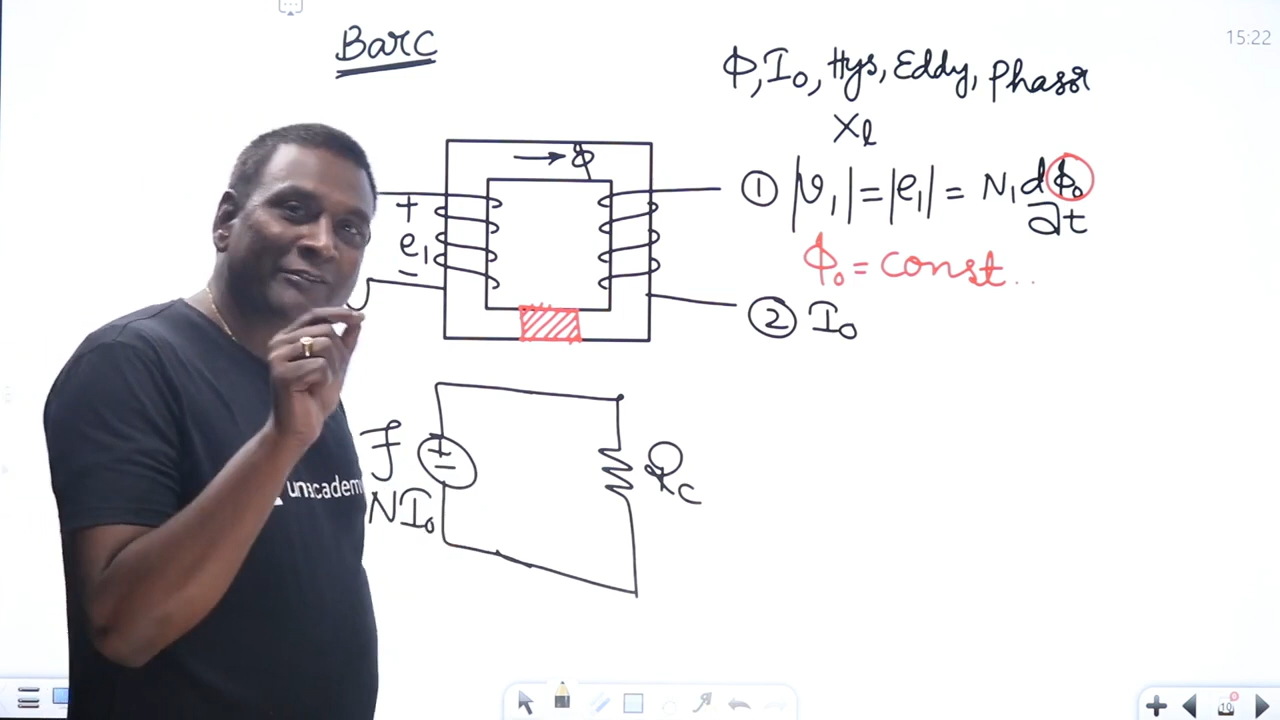 Barc
15:22
Φ, I₀, Hys, Eddy, Phasor
Xℓ
→ Φ
+
e₁
-
① |v₁| = |e₁| = N₁ dΦ₀/dt
Φ₀ = const ..
② I₀
F
+
-
NI₀
R_c
unacadem
10